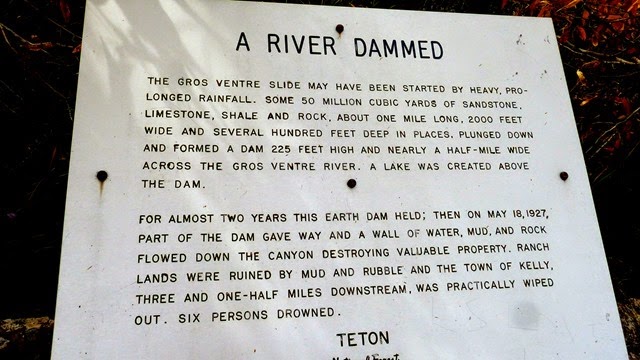 A RIVER DAMMED
THE GROS VENTRE SLIDE MAY HAVE BEEN STARTED BY HEAVY, PRO-
LONGED RAINFALL. SOME 50 MILLION CUBIC YARDS OF SANDSTONE,
LIMESTONE, SHALE AND ROCK, ABOUT ONE MILE LONG, 2000 FEET
WIDE AND SEVERAL HUNDRED FEET DEEP IN PLACES, PLUNGED DOWN
AND FORMED A DAM 225 FEET HIGH AND NEARLY A HALF-MILE WIDE
ACROSS THE GROS VENTRE RIVER. A LAKE WAS CREATED ABOVE
THE DAM.
FOR ALMOST TWO YEARS THIS EARTH DAM HELD; THEN ON MAY 18, 1927,
PART OF THE DAM GAVE WAY AND A WALL OF WATER, MUD, AND ROCK
FLOWED DOWN THE CANYON DESTROYING VALUABLE PROPERTY. RANCH
LANDS WERE RUINED BY MUD AND RUBBLE AND THE TOWN OF KELLY,
THREE AND ONE-HALF MILES DOWNSTREAM, WAS PRACTICALLY WIPED
OUT. SIX PERSONS DROWNED.
TETON
National Forest